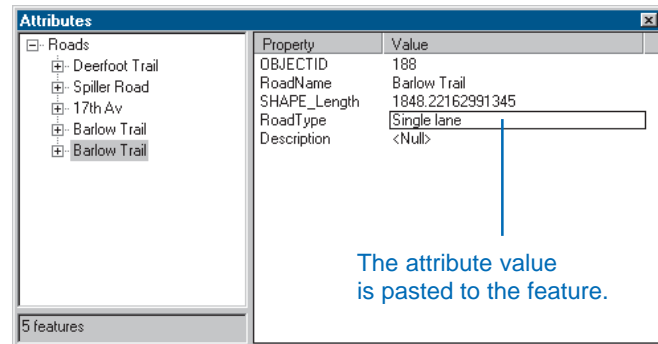 Attributes
Roads
Deerfoot Trail
Spiller Road
17th Av
Barlow Trail
Barlow Trail
5 features
Property Value
OBJECTID 188
RoadName Barlow Trail
SHAPE_Length 1848.22162991345
RoadType Single lane
Description <Null>
The attribute value
is pasted to the feature.